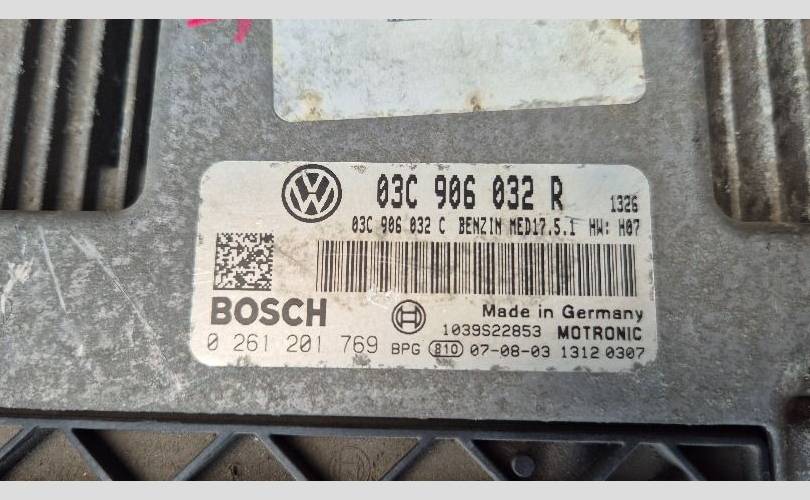 03C 906 032 R 1326
03C 906 032 C BENZIN MED17.5.1 HW: H07
BOSCH
Made in Germany
1039S22853 MOTRONIC
0 261 201 769 BPG 810 07-08-03 1312 0307